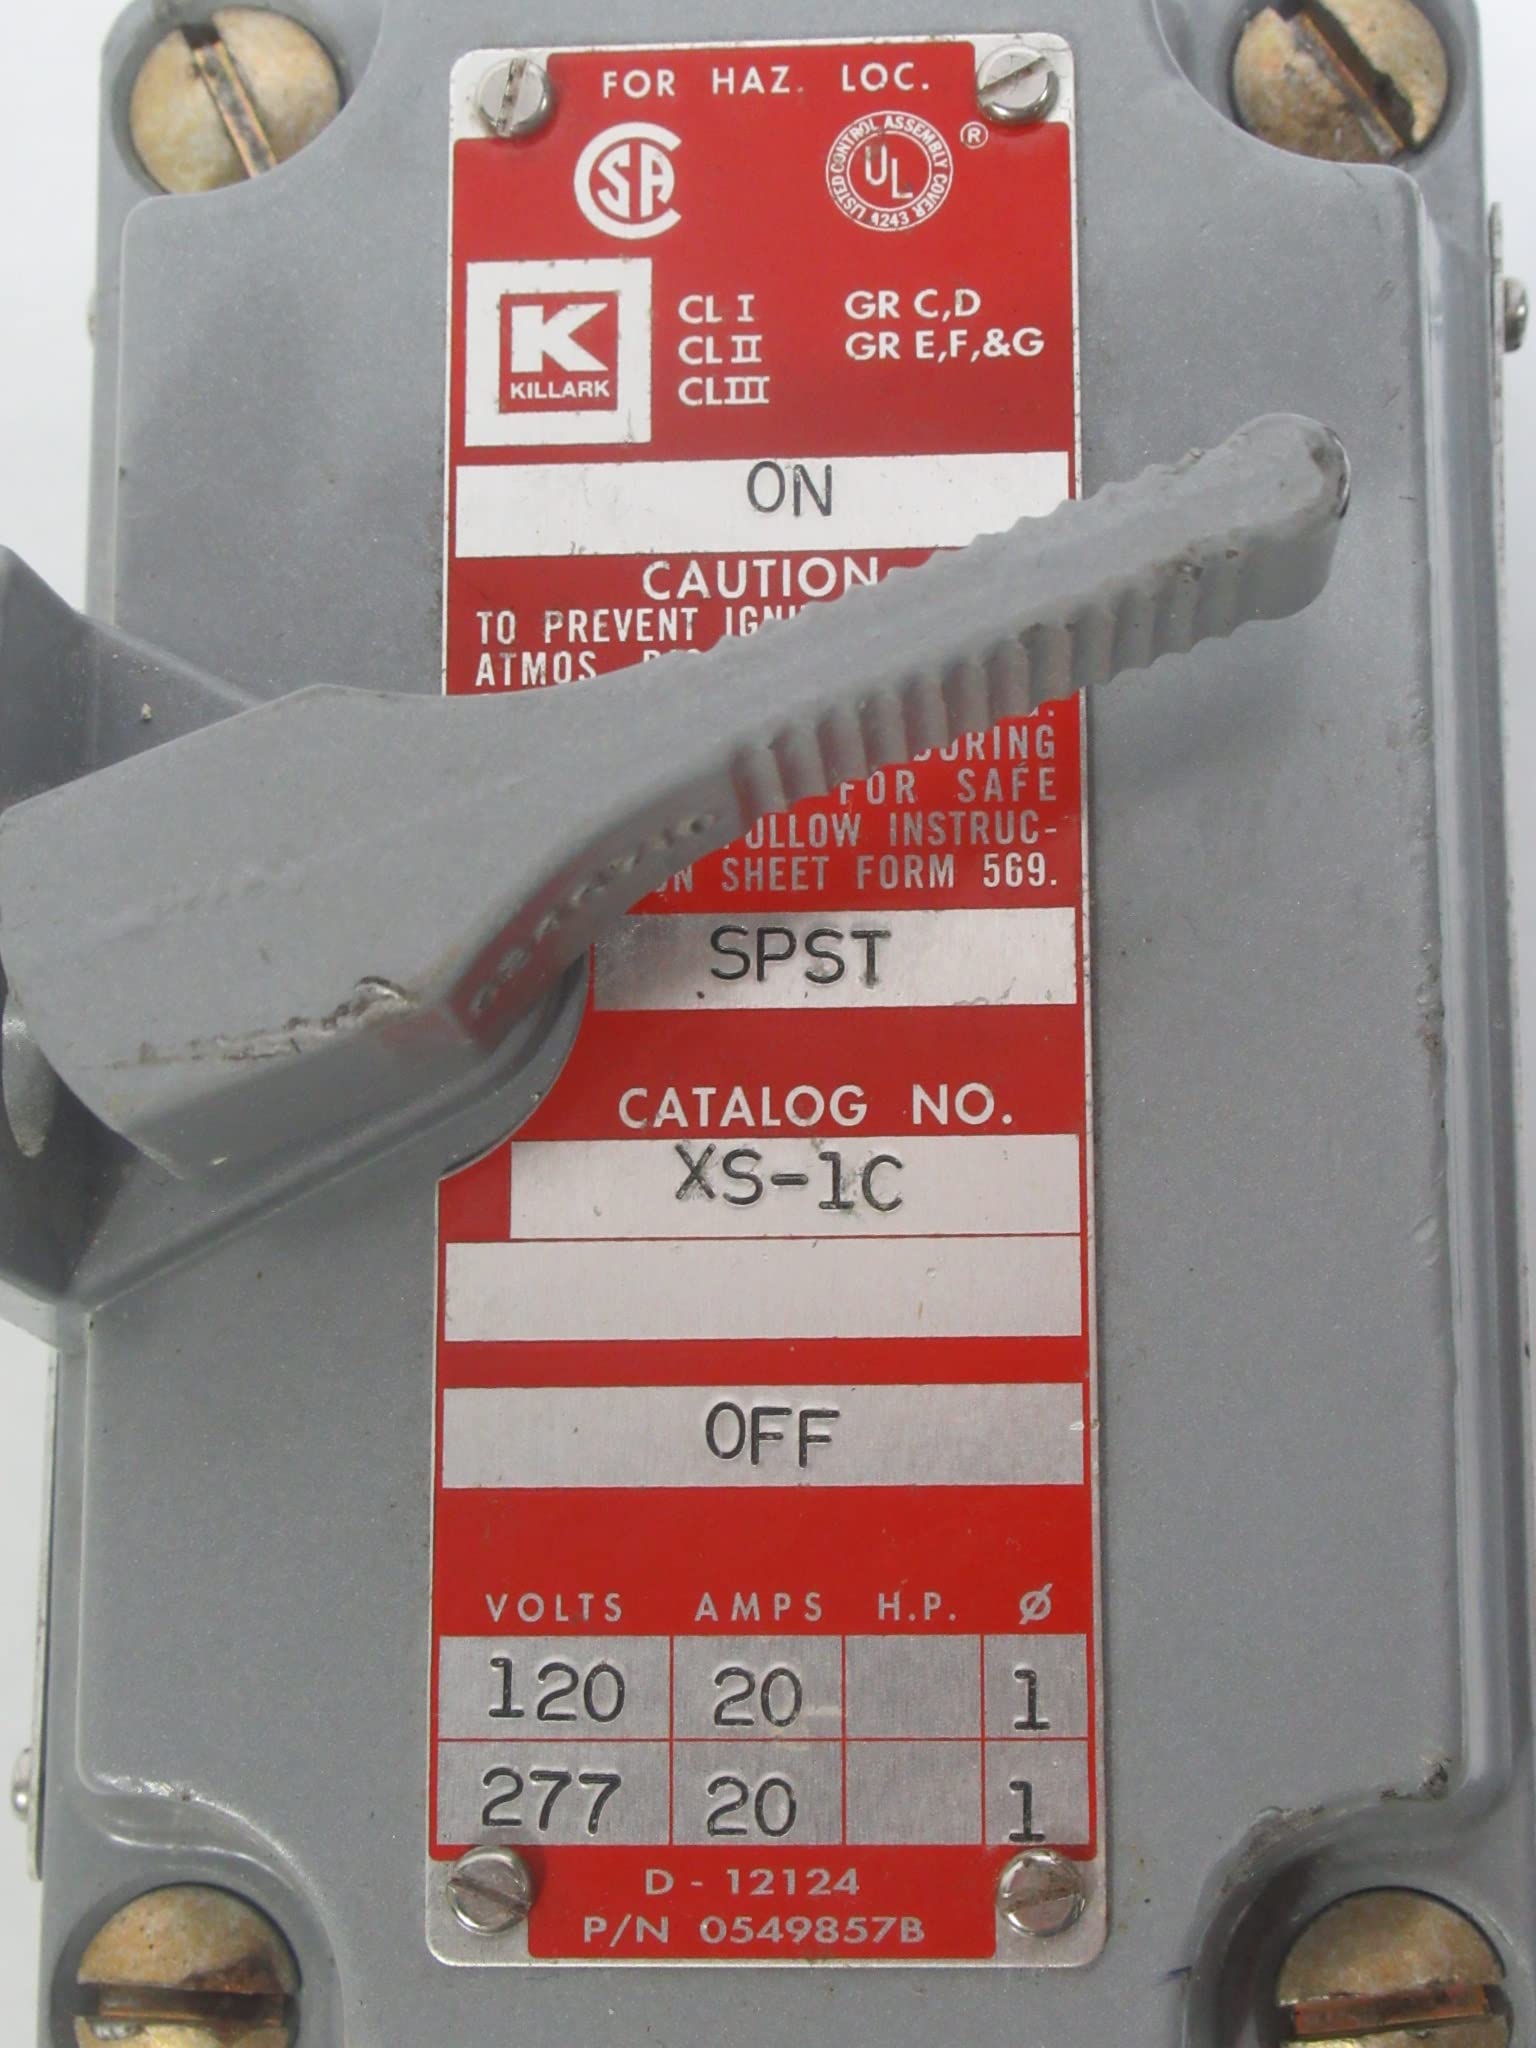 FOR HAZ. LOC.
CSA
LISTED CONTROL ASSEMBLY COVER 1243
UL ®
K
KILLARK
CL I GR C,D
CL II GR E,F,&G
CL III
ON
CAUTION
TO PREVENT
ATMOS.
DURING
FOR SAFE
FOLLOW INSTRUC-
SHEET FORM 569.
SPST
CATALOG NO.
XS-1C
OFF
VOLTS AMPS H.P. Ø
120 20 1
277 20 1
D - 12124
P/N 0549857B